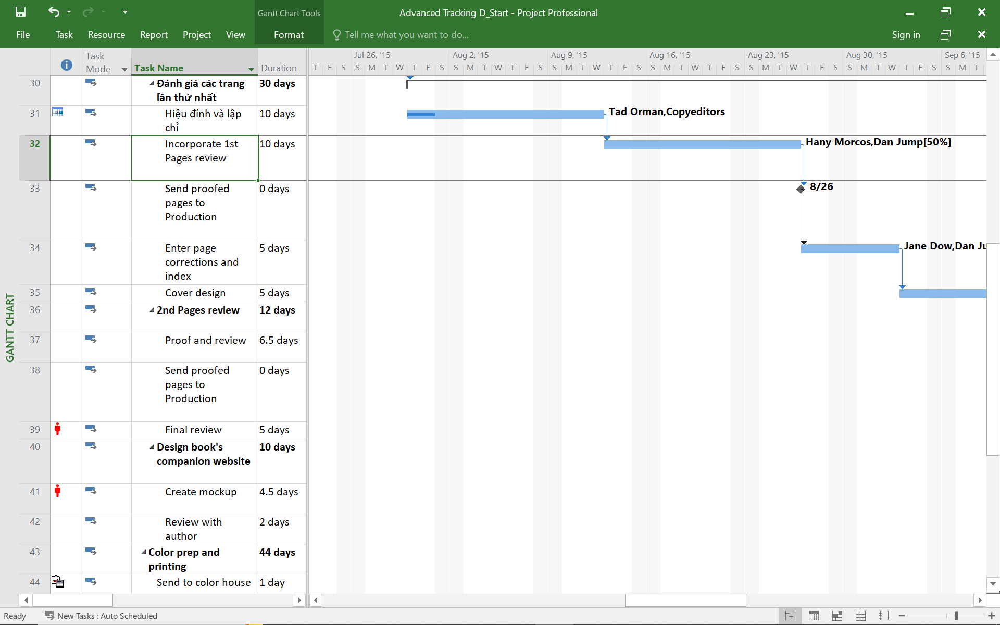 Gantt Chart Tools
Advanced Tracking D_Start - Project Professional
File Task Resource Report Project View Format Tell me what you want to do... Sign in
Task Mode Task Name Duration
Jul 26, '15 Aug 2, '15 Aug 9, '15 Aug 16, '15 Aug 23, '15 Aug 30, '15 Sep 6, '15
T F S S M T W T F S S M T W T F S S M T W T F S S M T W T F S S M T W T F S S M T W T F S S M T
30 Đánh giá các trang 30 days
lần thứ nhất
31 Hiệu đính và lập 10 days Tad Orman,Copyeditors
chỉ
32 Incorporate 1st 10 days Hany Morcos,Dan Jump[50%]
Pages review
33 Send proofed 0 days 8/26
pages to
Production
34 Enter page 5 days Jane Dow,Dan Ju
corrections and
index
35 Cover design 5 days
36 2nd Pages review 12 days
37 Proof and review 6.5 days
38 Send proofed 0 days
pages to
Production
39 Final review 5 days
40 Design book's 10 days
companion website
41 Create mockup 4.5 days
42 Review with 2 days
author
43 Color prep and 44 days
printing
44 Send to color house 1 day
GANTT CHART
Ready New Tasks : Auto Scheduled